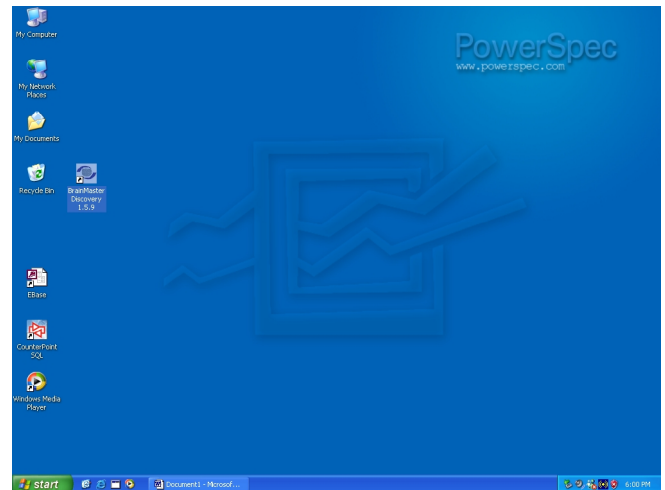 My Computer
PowerSpec
www.powerspec.com
My Network
Places
My Documents
Recycle Bin
BrainMaster
Discovery
1.5.9
EBase
CounterPoint
SQL
Windows Media
Player
start
Document1 - Microsof...
6:00 PM